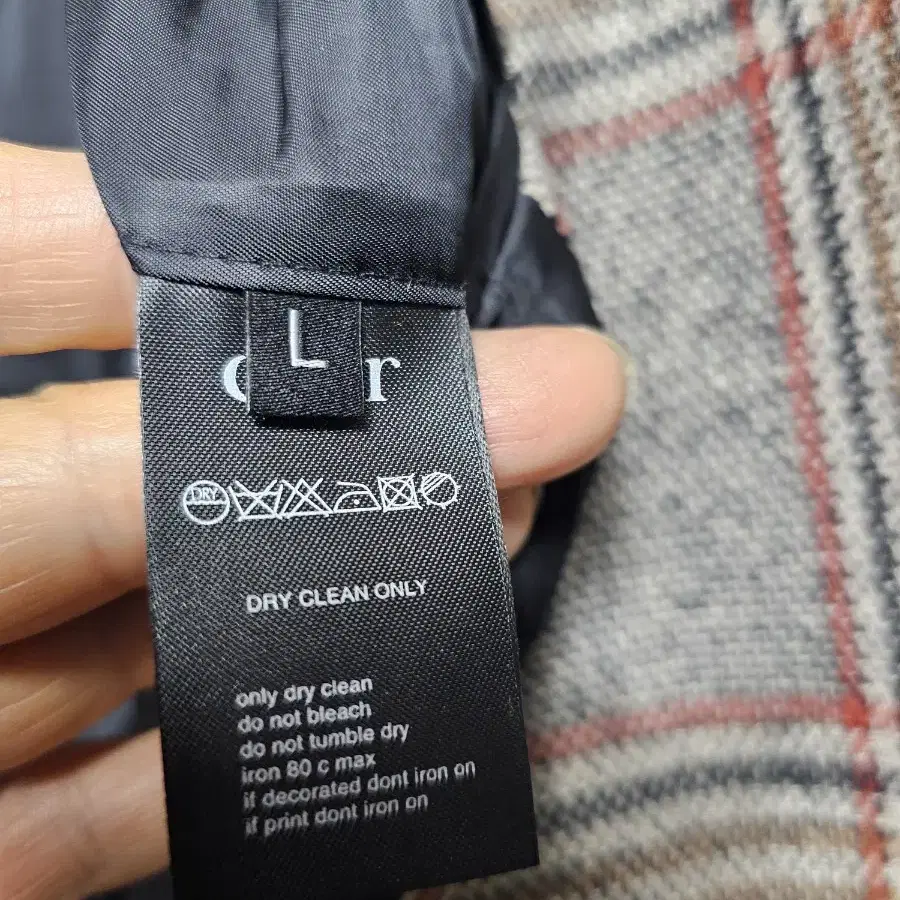 L
DRY
DRY CLEAN ONLY
only dry clean
do not bleach
do not tumble dry
iron 80 c max
if decorated dont iron on
if print dont iron on